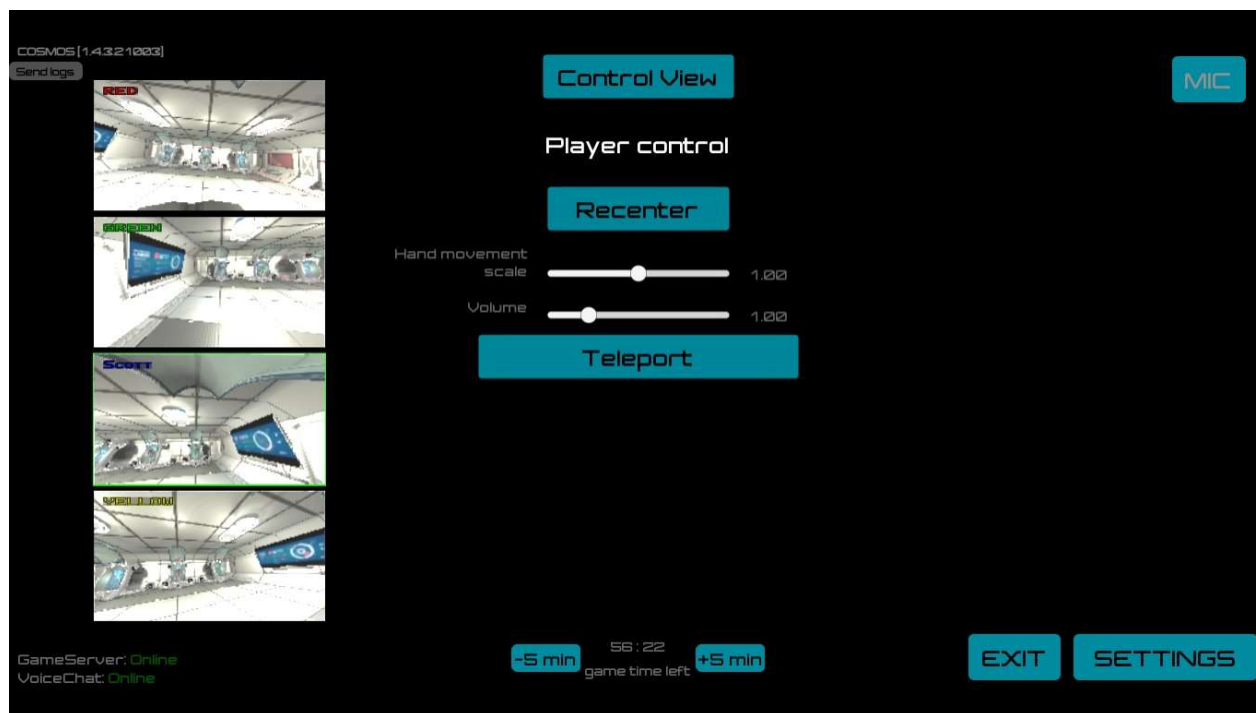 COSMOS [1.4.3.21003]
Send logs
Control View
MIC
RED
Player control
Recenter
GREEN
Hand movement
scale
1.00
Volume
1.00
Teleport
Scott
YELLOW
-5 min
56:22
game time left
+5 min
EXIT
SETTINGS
GameServer: Online
VoiceChat: Online